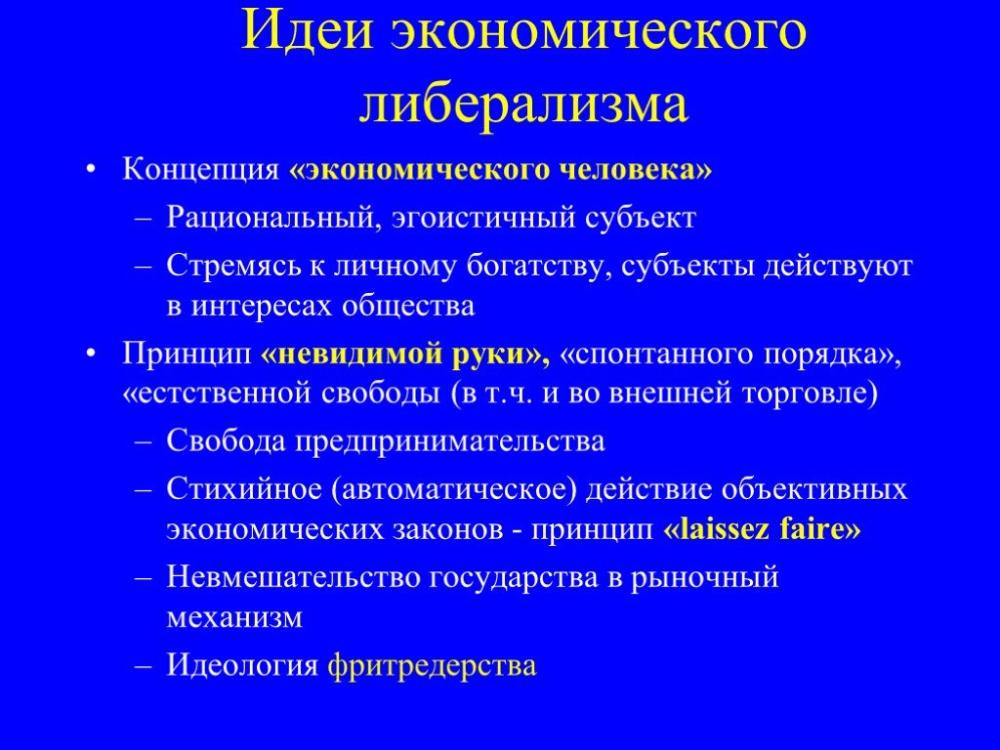 Идеи экономического
либерализма
• Концепция «экономического человека»
– Рациональный, эгоистичный субъект
– Стремясь к личному богатству, субъекты действуют
в интересах общества
• Принцип «невидимой руки», «спонтанного порядка»,
«естственной свободы (в т.ч. и во внешней торговле)
– Свобода предпринимательства
– Стихийное (автоматическое) действие объективных
экономических законов - принцип «laissez faire»
– Невмешательство государства в рыночный
механизм
– Идеология фритредерства